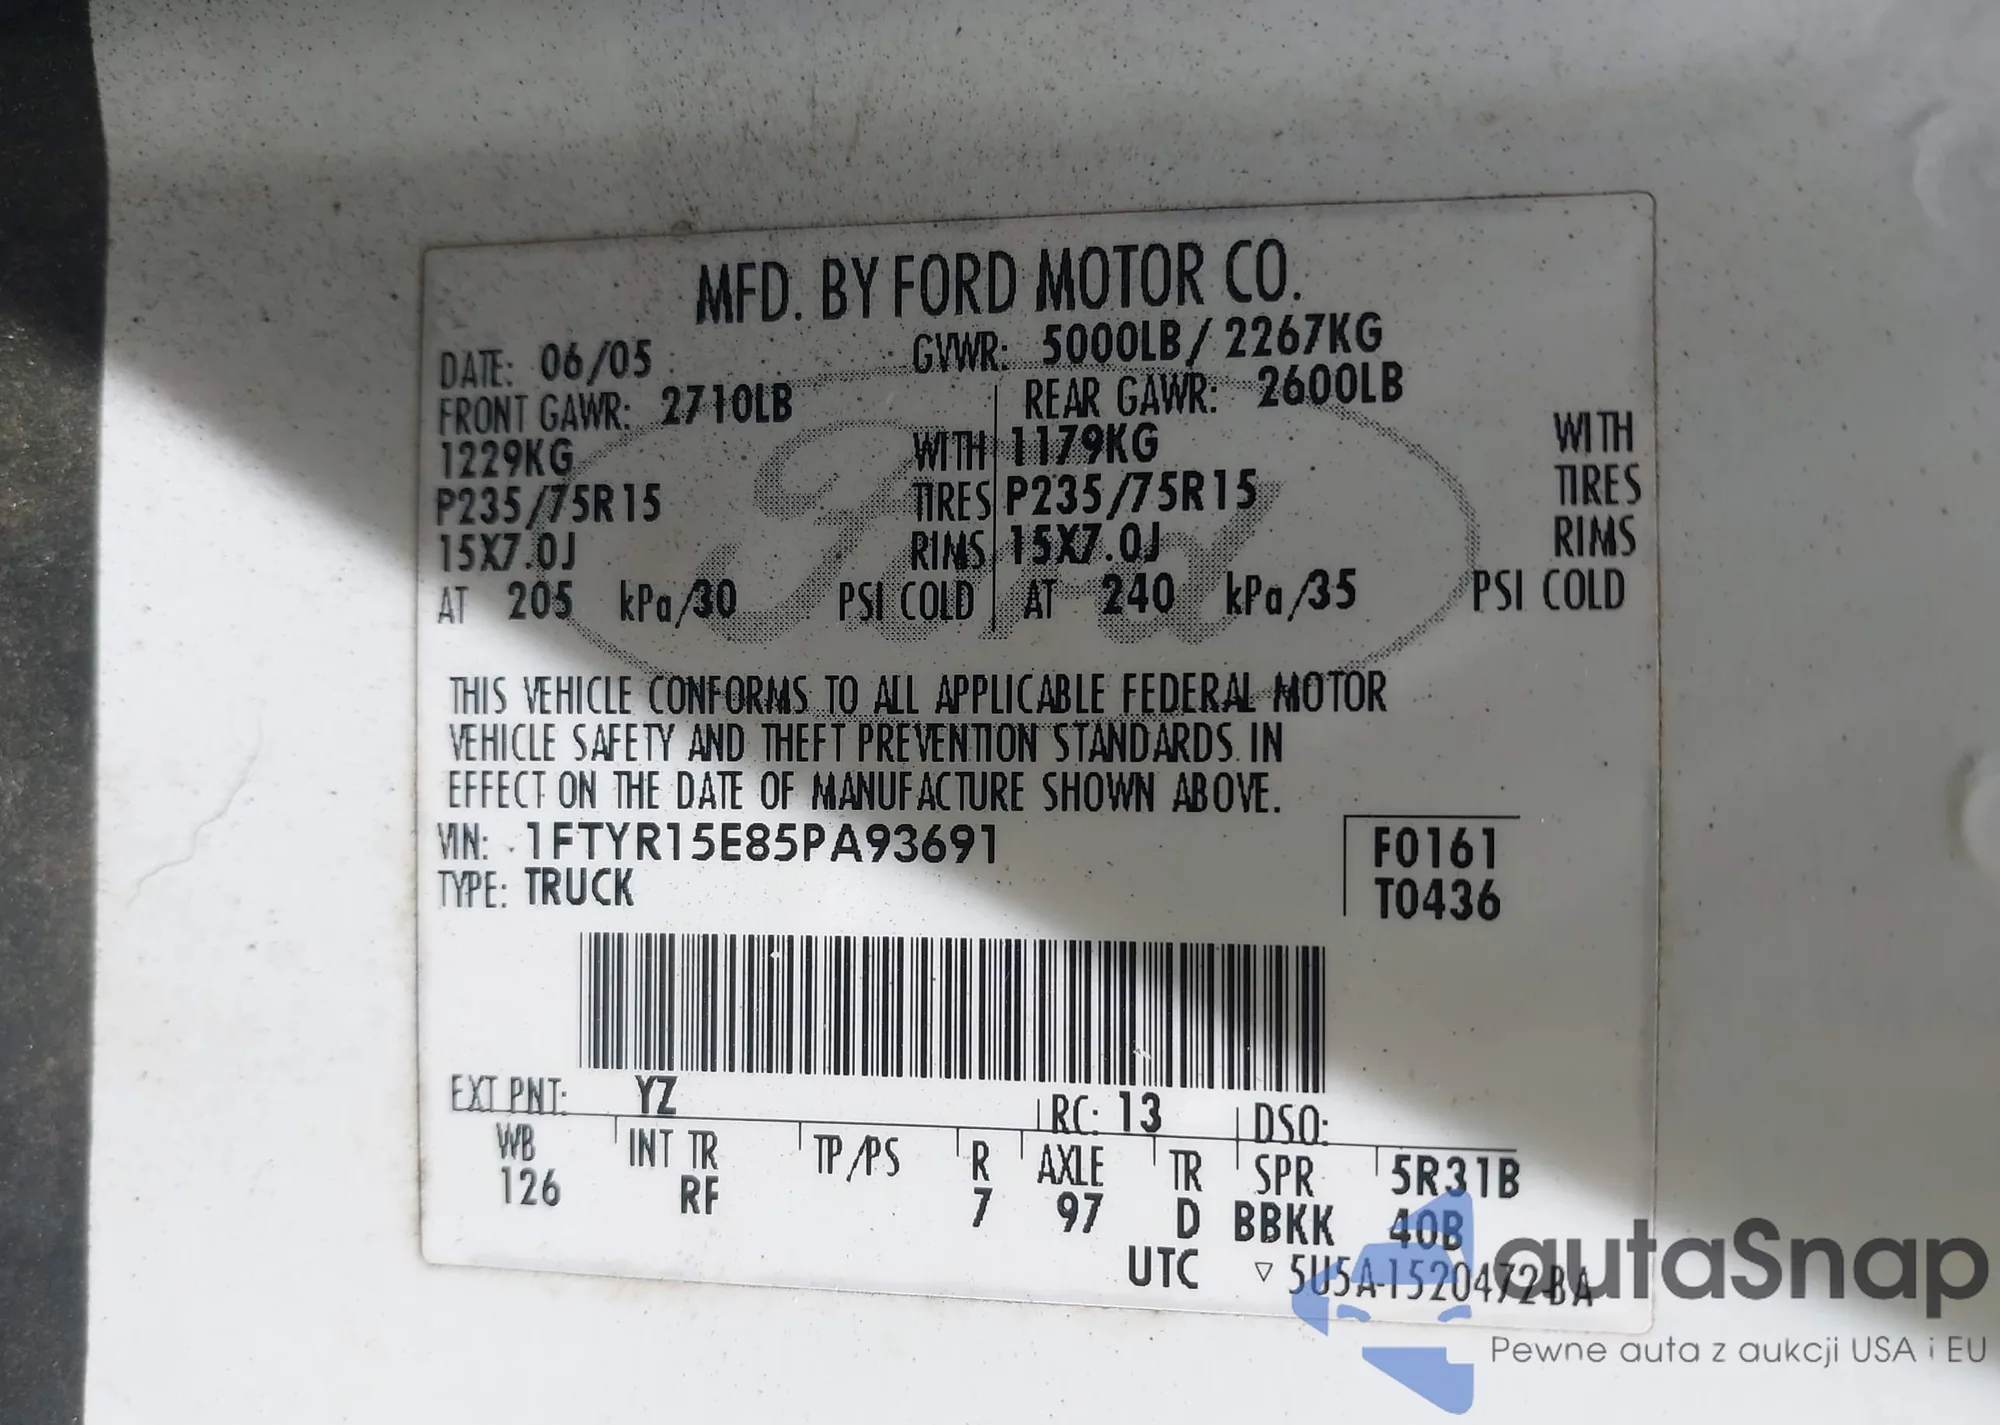 MFD. BY FORD MOTOR CO.
DATE: 06/05 GVWR: 5000LB/ 2267KG
FRONT GAWR: 2710LB REAR GAWR: 2600LB
1229KG WITH 1179KG WITH
P235/75R15 TIRES P235/75R15 TIRES
15X7.0J RIMS 15X7.0J RIMS
AT 205 kPa/30 PSI COLD AT 240 kPa/35 PSI COLD
Ford
THIS VEHICLE CONFORMS TO ALL APPLICABLE FEDERAL MOTOR
VEHICLE SAFETY AND THEFT PREVENTION STANDARDS IN
EFFECT ON THE DATE OF MANUFACTURE SHOWN ABOVE.
VIN: 1FTYR15E85PA93691 F0161
TYPE: TRUCK T0436
EXT PNT: YZ RC: 13 DSO:
WB INT TR TP/PS R AXLE TR SPR 5R31B
126 RF 7 97 D BBKK 40B
UTC ▽ 5U5A-1520472-BA
autaSnap
Pewne auta z aukcji USA i EU